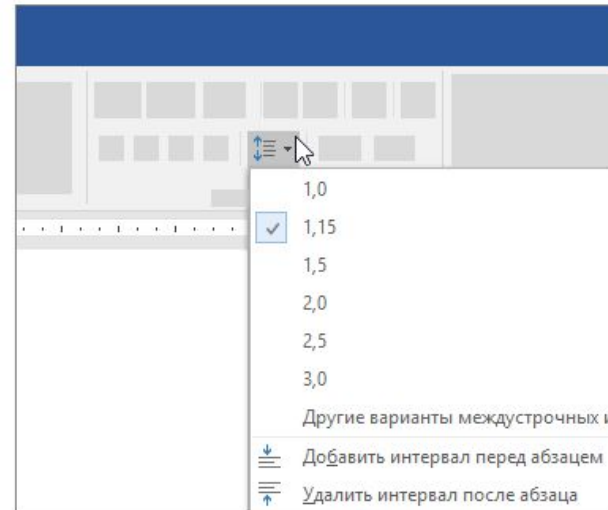 1,0
1,15
1,5
2,0
2,5
3,0
Другие варианты междустрочных
Добавить интервал перед абзацем
Удалить интервал после абзаца